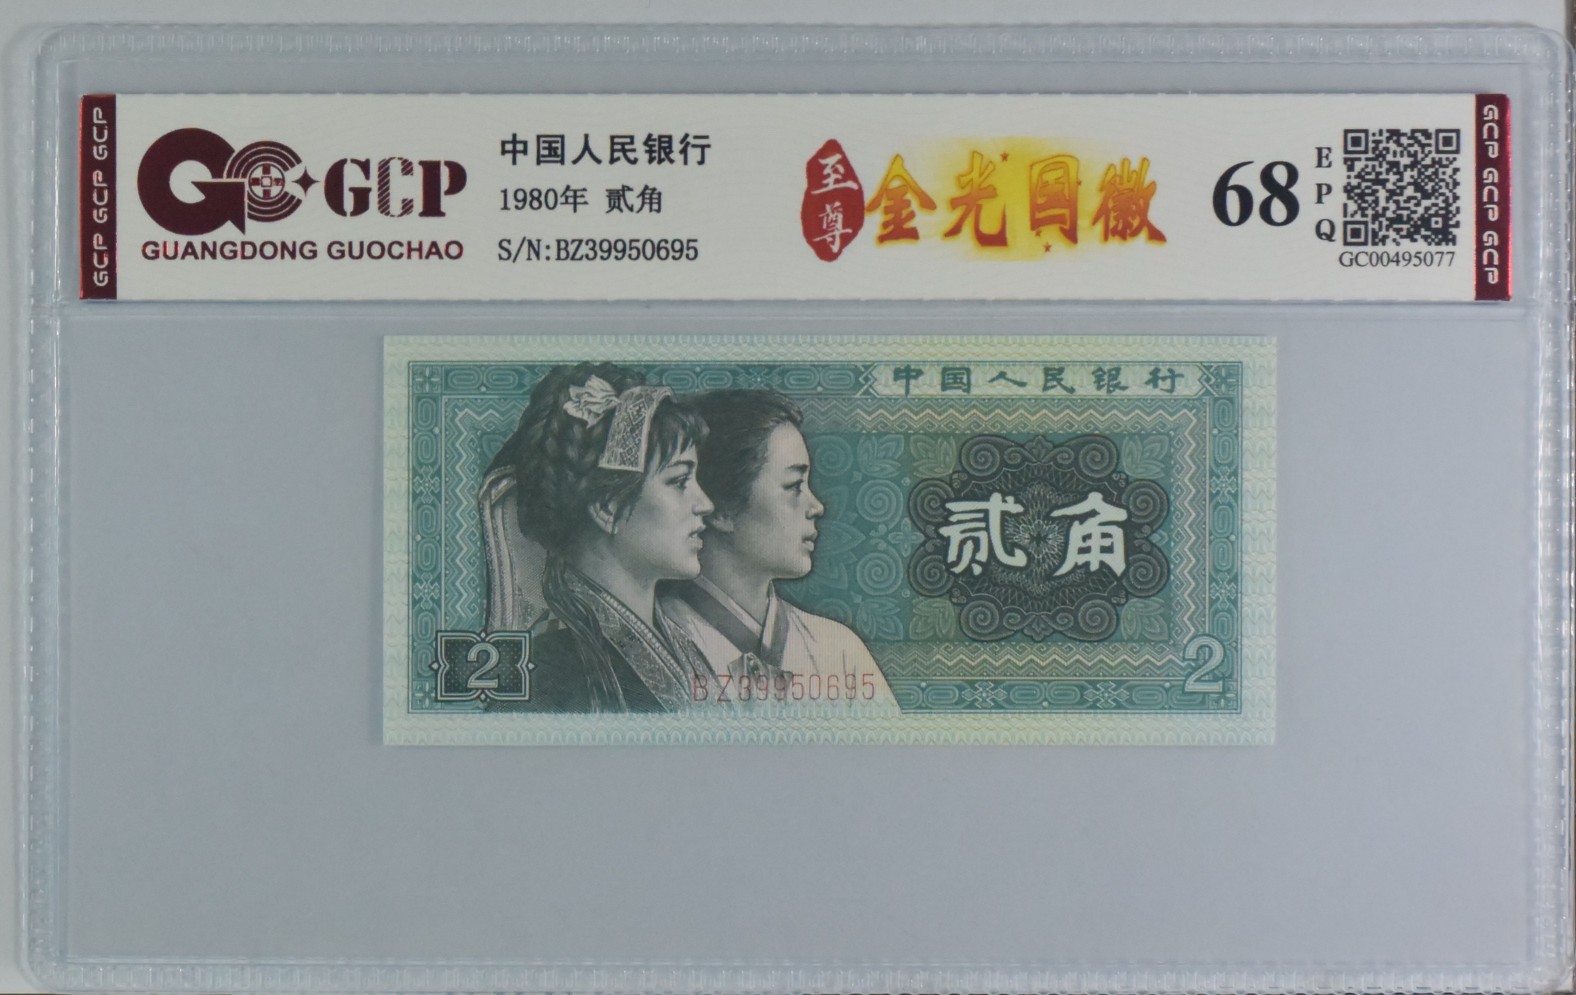 GCP GCP GCP
GCP
GUANGDONG GUOCHAO
中国人民银行
1980年 贰角
S/N:BZ39950695
至尊
金光国徽
68
EPQ
GC00495077
GCP GCP GCP
中国人民银行
贰角
2
2
BZ39950695